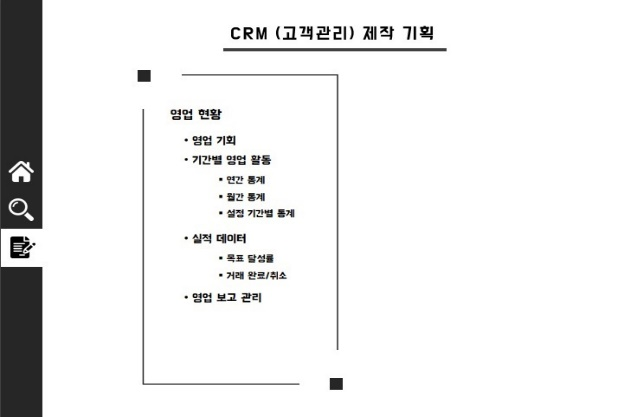 CRM (고객관리) 제작 기획
영업 현황
• 영업 기회
• 기간별 영업 활동
▪ 연간 통계
▪ 월간 통계
▪ 설정 기간별 통계
• 실적 데이터
▪ 목표 달성률
▪ 거래 완료/취소
• 영업 보고 관리